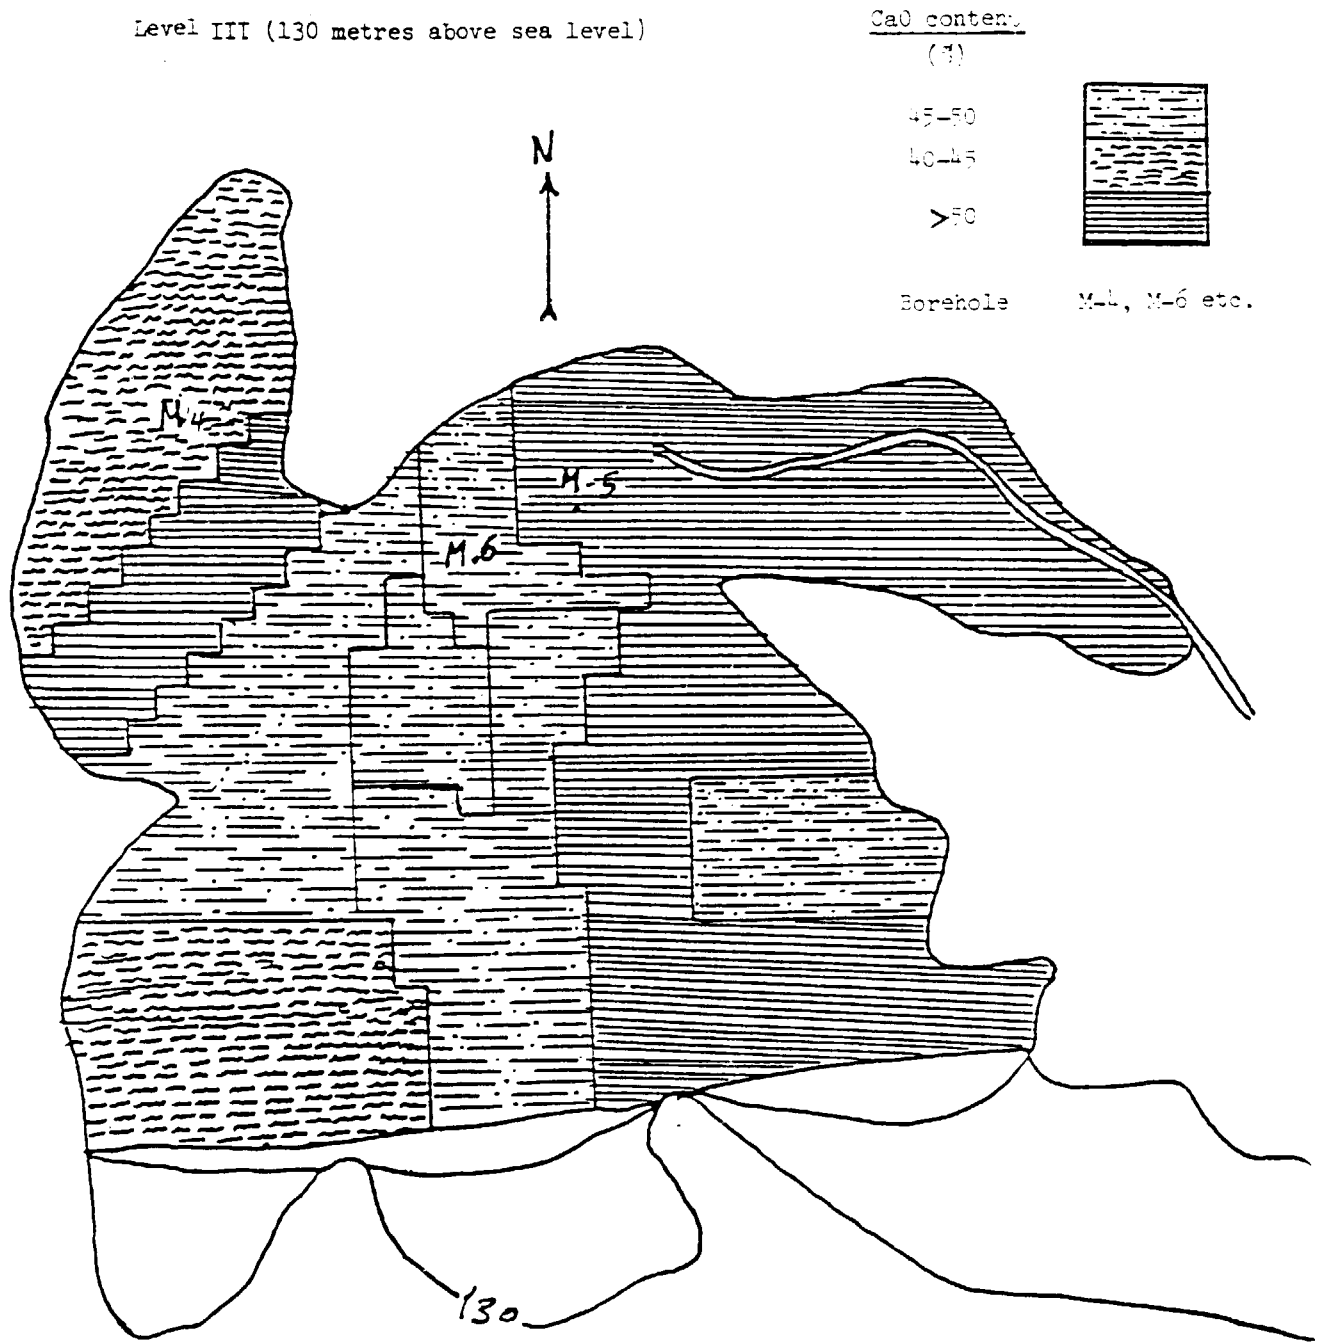 Level III (130 metres above sea level)
CaO content
(%)
45-50
40-45
>50
Borehole M-4, M-6 etc.
N
M.4
M-5
M.6
130